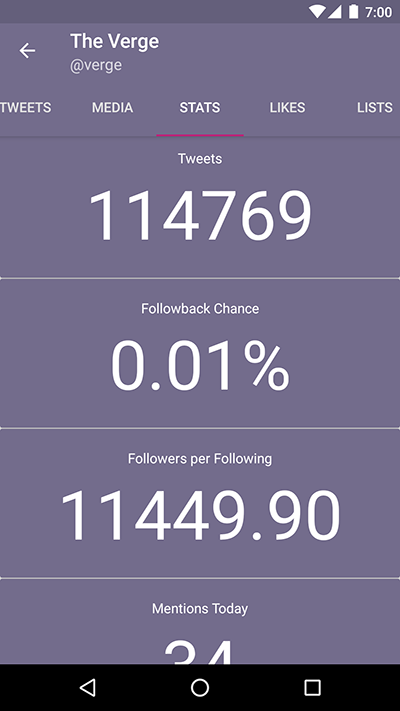 7:00
The Verge
@verge
TWEETS MEDIA STATS LIKES LISTS
Tweets
114769
Followback Chance
0.01%
Followers per Following
11449.90
Mentions Today
34